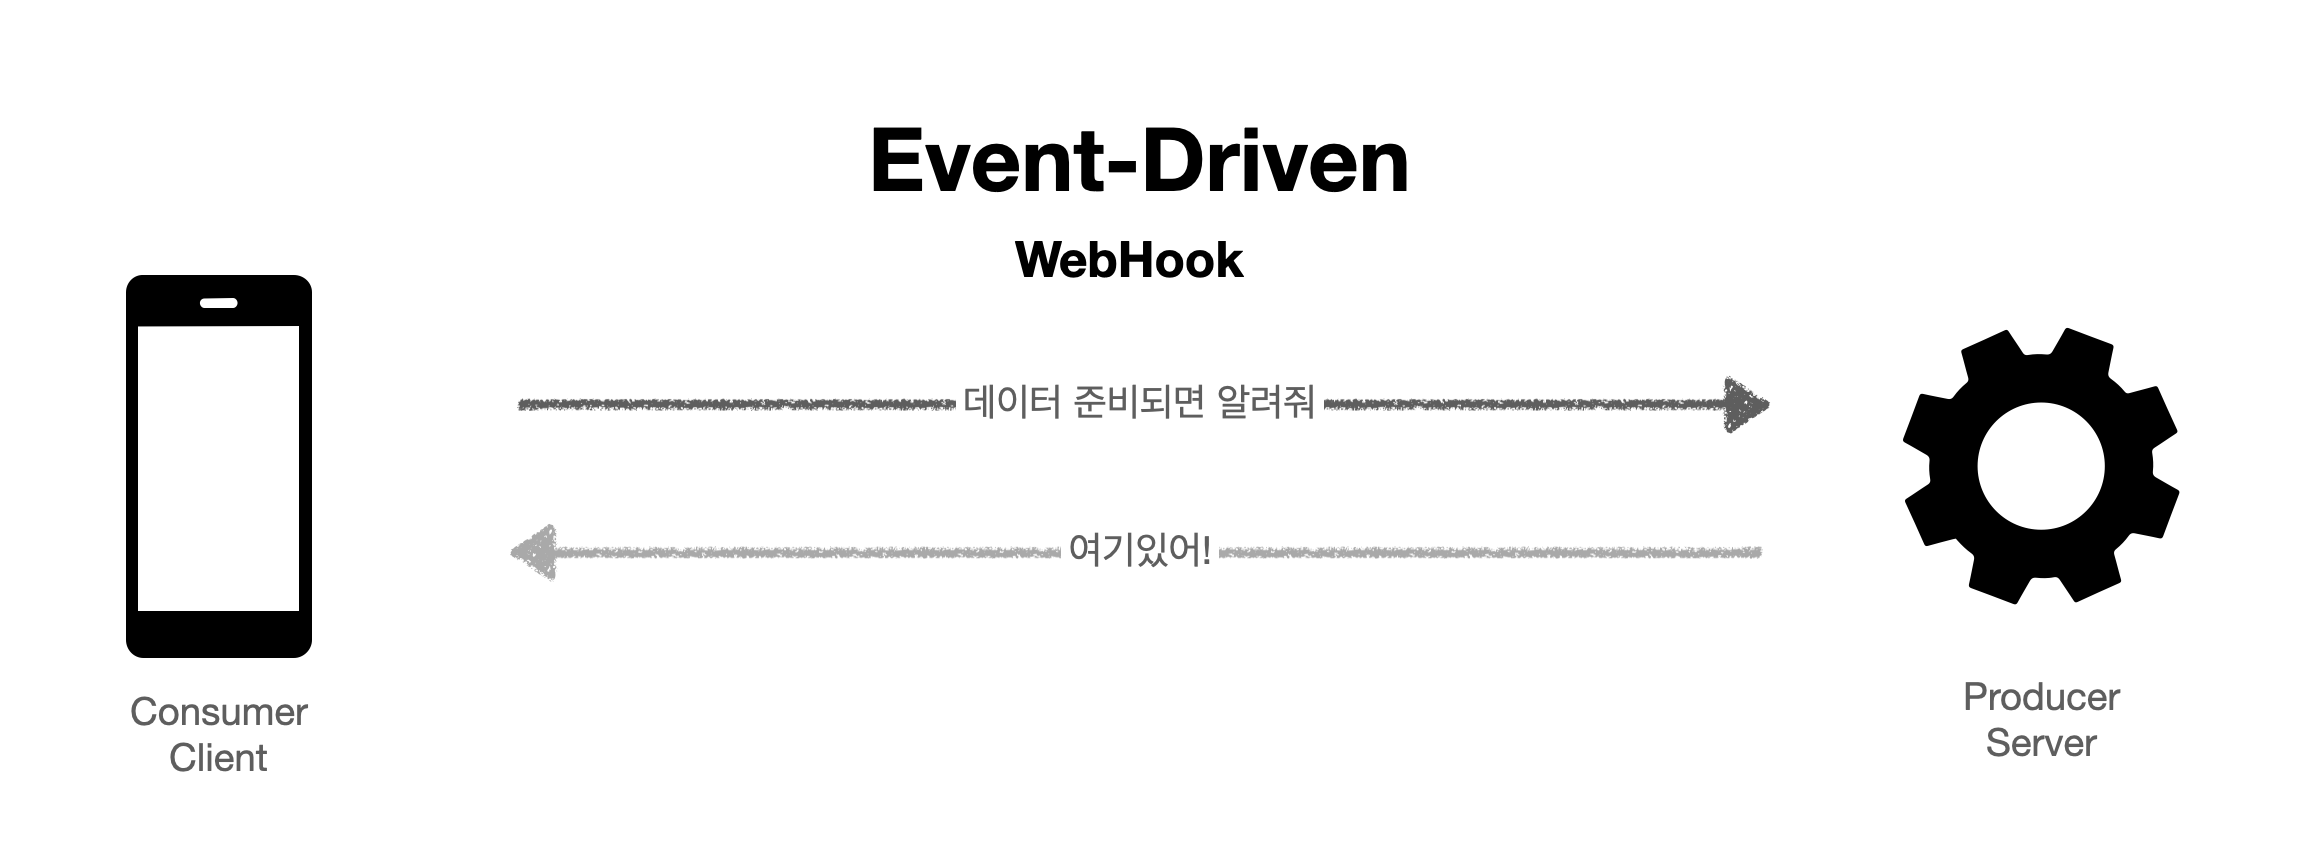 Event-Driven
WebHook
데이터 준비되면 알려줘
여기있어!
Consumer
Client
Producer
Server